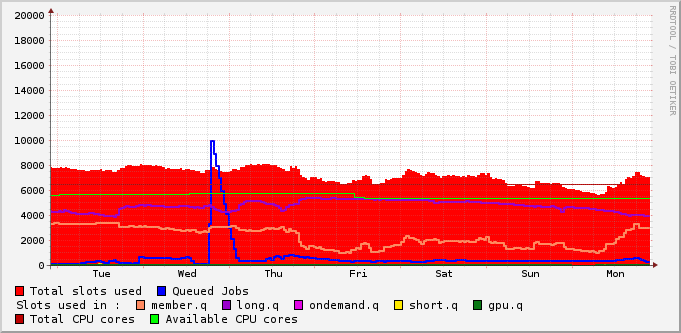 RRDTOOL / TOBI OETIKER
20000
18000
16000
14000
12000
10000
8000
6000
4000
2000
0
Tue Wed Thu Fri Sat Sun Mon
Total slots used Queued Jobs
Slots used in : member.q long.q ondemand.q short.q gpu.q
Total CPU cores Available CPU cores